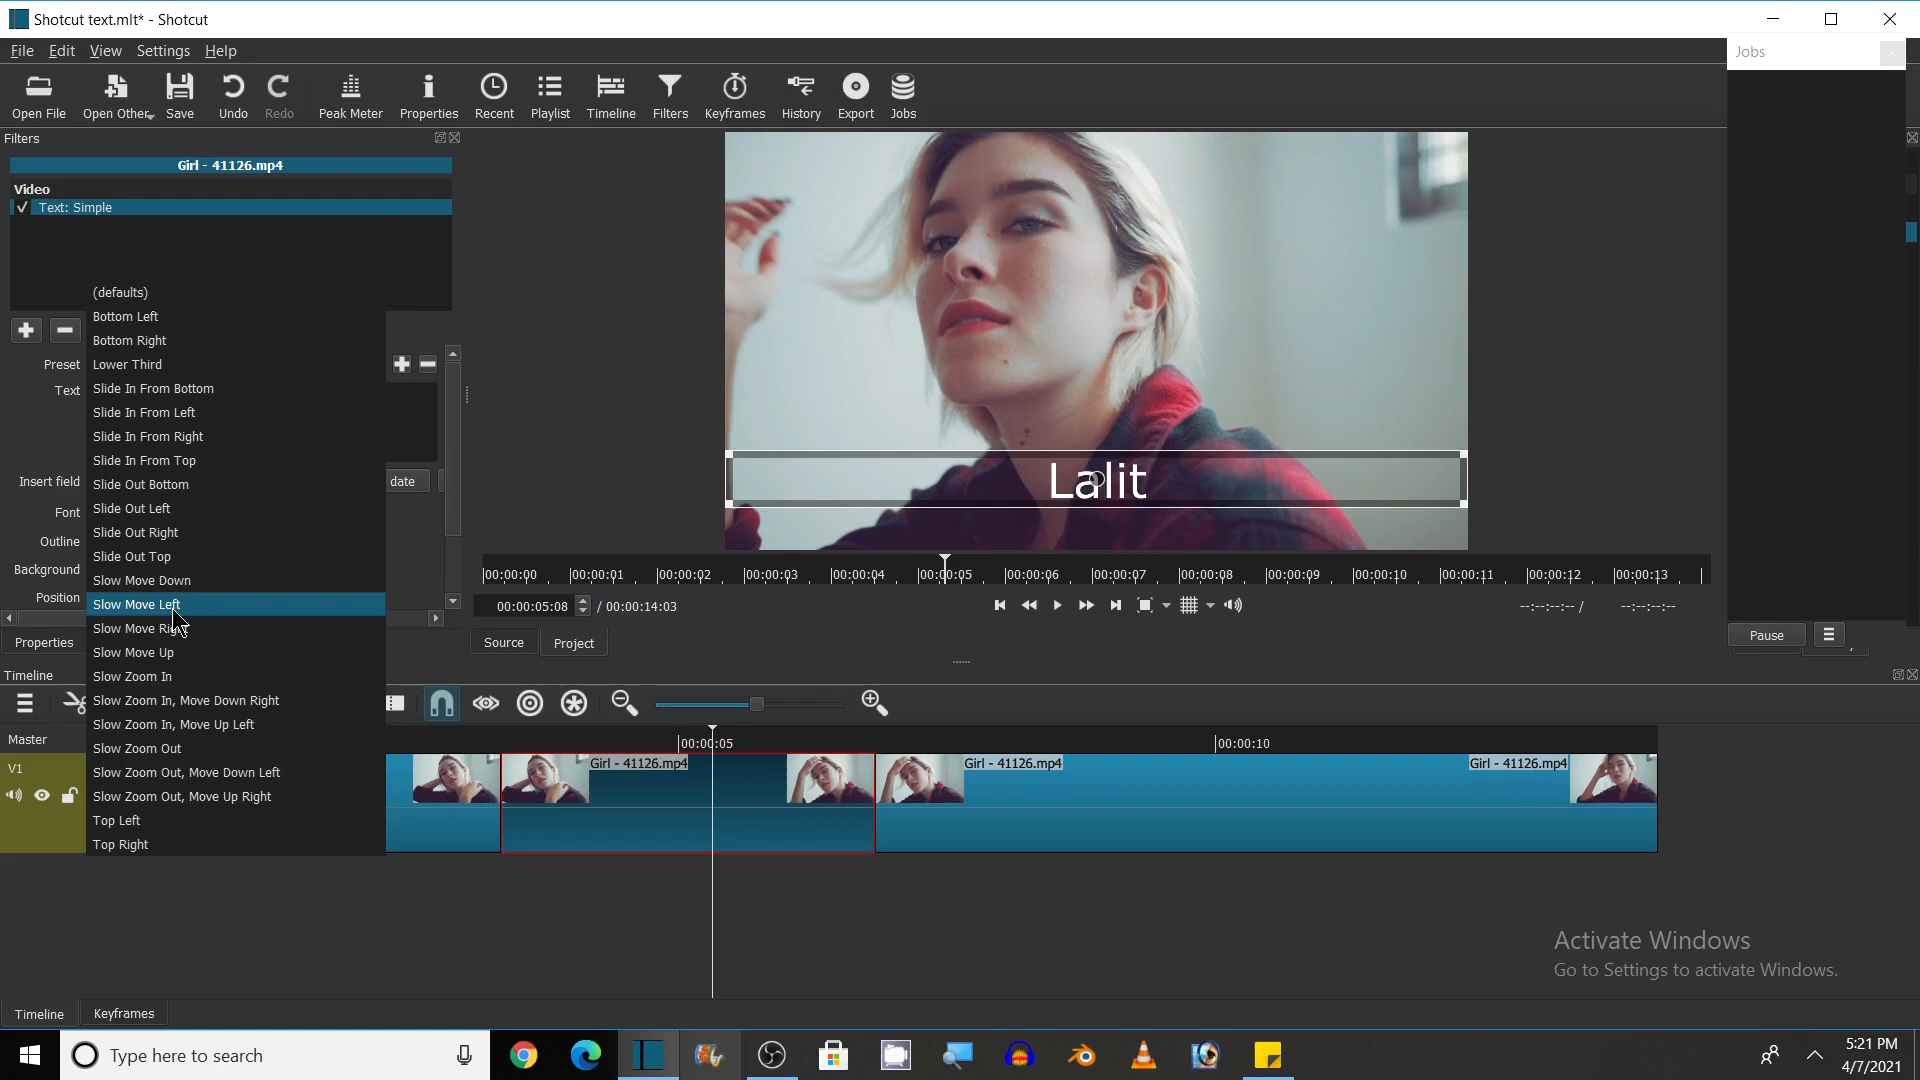 Shotcut text.mlt* - Shotcut
File Edit View Settings Help
Jobs
Open File Open Other Save Undo Redo Peak Meter Properties Recent Playlist Timeline Filters Keyframes History Export Jobs
Filters
Girl - 41126.mp4
Video
Text: Simple
(defaults)
Bottom Left
Bottom Right
Preset Lower Third
Text
Slide In From Bottom
Slide In From Left
Slide In From Right
Slide In From Top
Insert field
Slide Out Bottom
date
Font
Slide Out Left
Slide Out Right
Outline
Slide Out Top
Background
Slow Move Down
Position
Slow Move Left
Slow Move Right
Properties
Slow Move Up
Slow Zoom In
Slow Zoom In, Move Down Right
Slow Zoom In, Move Up Left
Slow Zoom Out
Slow Zoom Out, Move Down Left
Slow Zoom Out, Move Up Right
Top Left
Top Right
Lalit
00:00:00 00:00:01 00:00:02 00:00:03 00:00:04 00:00:05 00:00:06 00:00:07 00:00:08 00:00:09 00:00:10 00:00:11 00:00:12 00:00:13
00:00:05:08 / 00:00:14:03 --:--:--:-- / --:--:--:--
Source Project
Pause
Timeline
Master
00:00:05 00:00:10
V1
Girl - 41126.mp4 Girl - 41126.mp4 Girl - 41126.mp4
Activate Windows
Go to Settings to activate Windows.
Timeline Keyframes
Type here to search
5:21 PM
4/7/2021